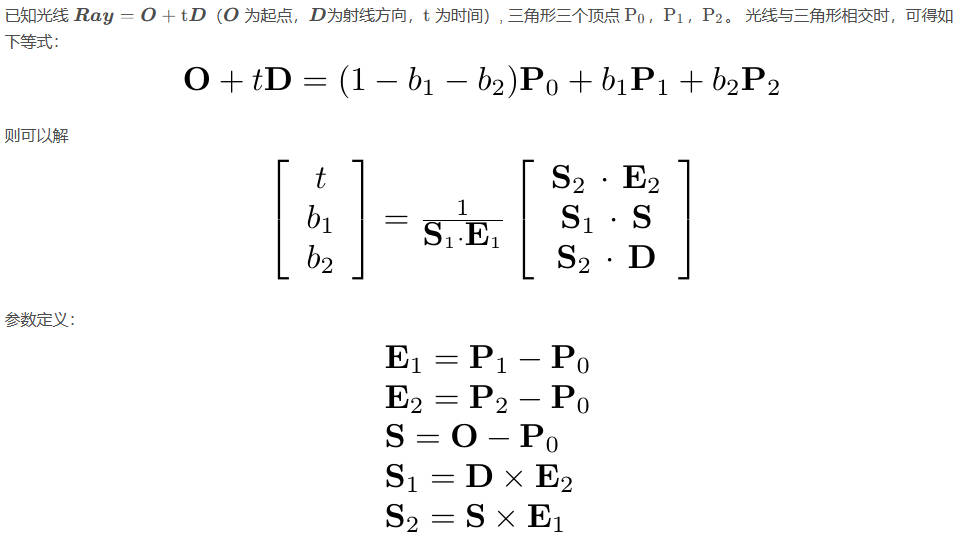 已知光线 Ray = O + tD（O 为起点，D为射线方向，t 为时间）, 三角形三个顶点 P₀，P₁，P₂。 光线与三角形相交时，可得如
下等式：
O + tD = (1 − b₁ − b₂)P₀ + b₁P₁ + b₂P₂
则可以解
[t b₁ b₂] = 1/(S₁·E₁) [S₂ · E₂ S₁ · S S₂ · D]
参数定义：
E₁ = P₁ − P₀
E₂ = P₂ − P₀
S = O − P₀
S₁ = D × E₂
S₂ = S × E₁